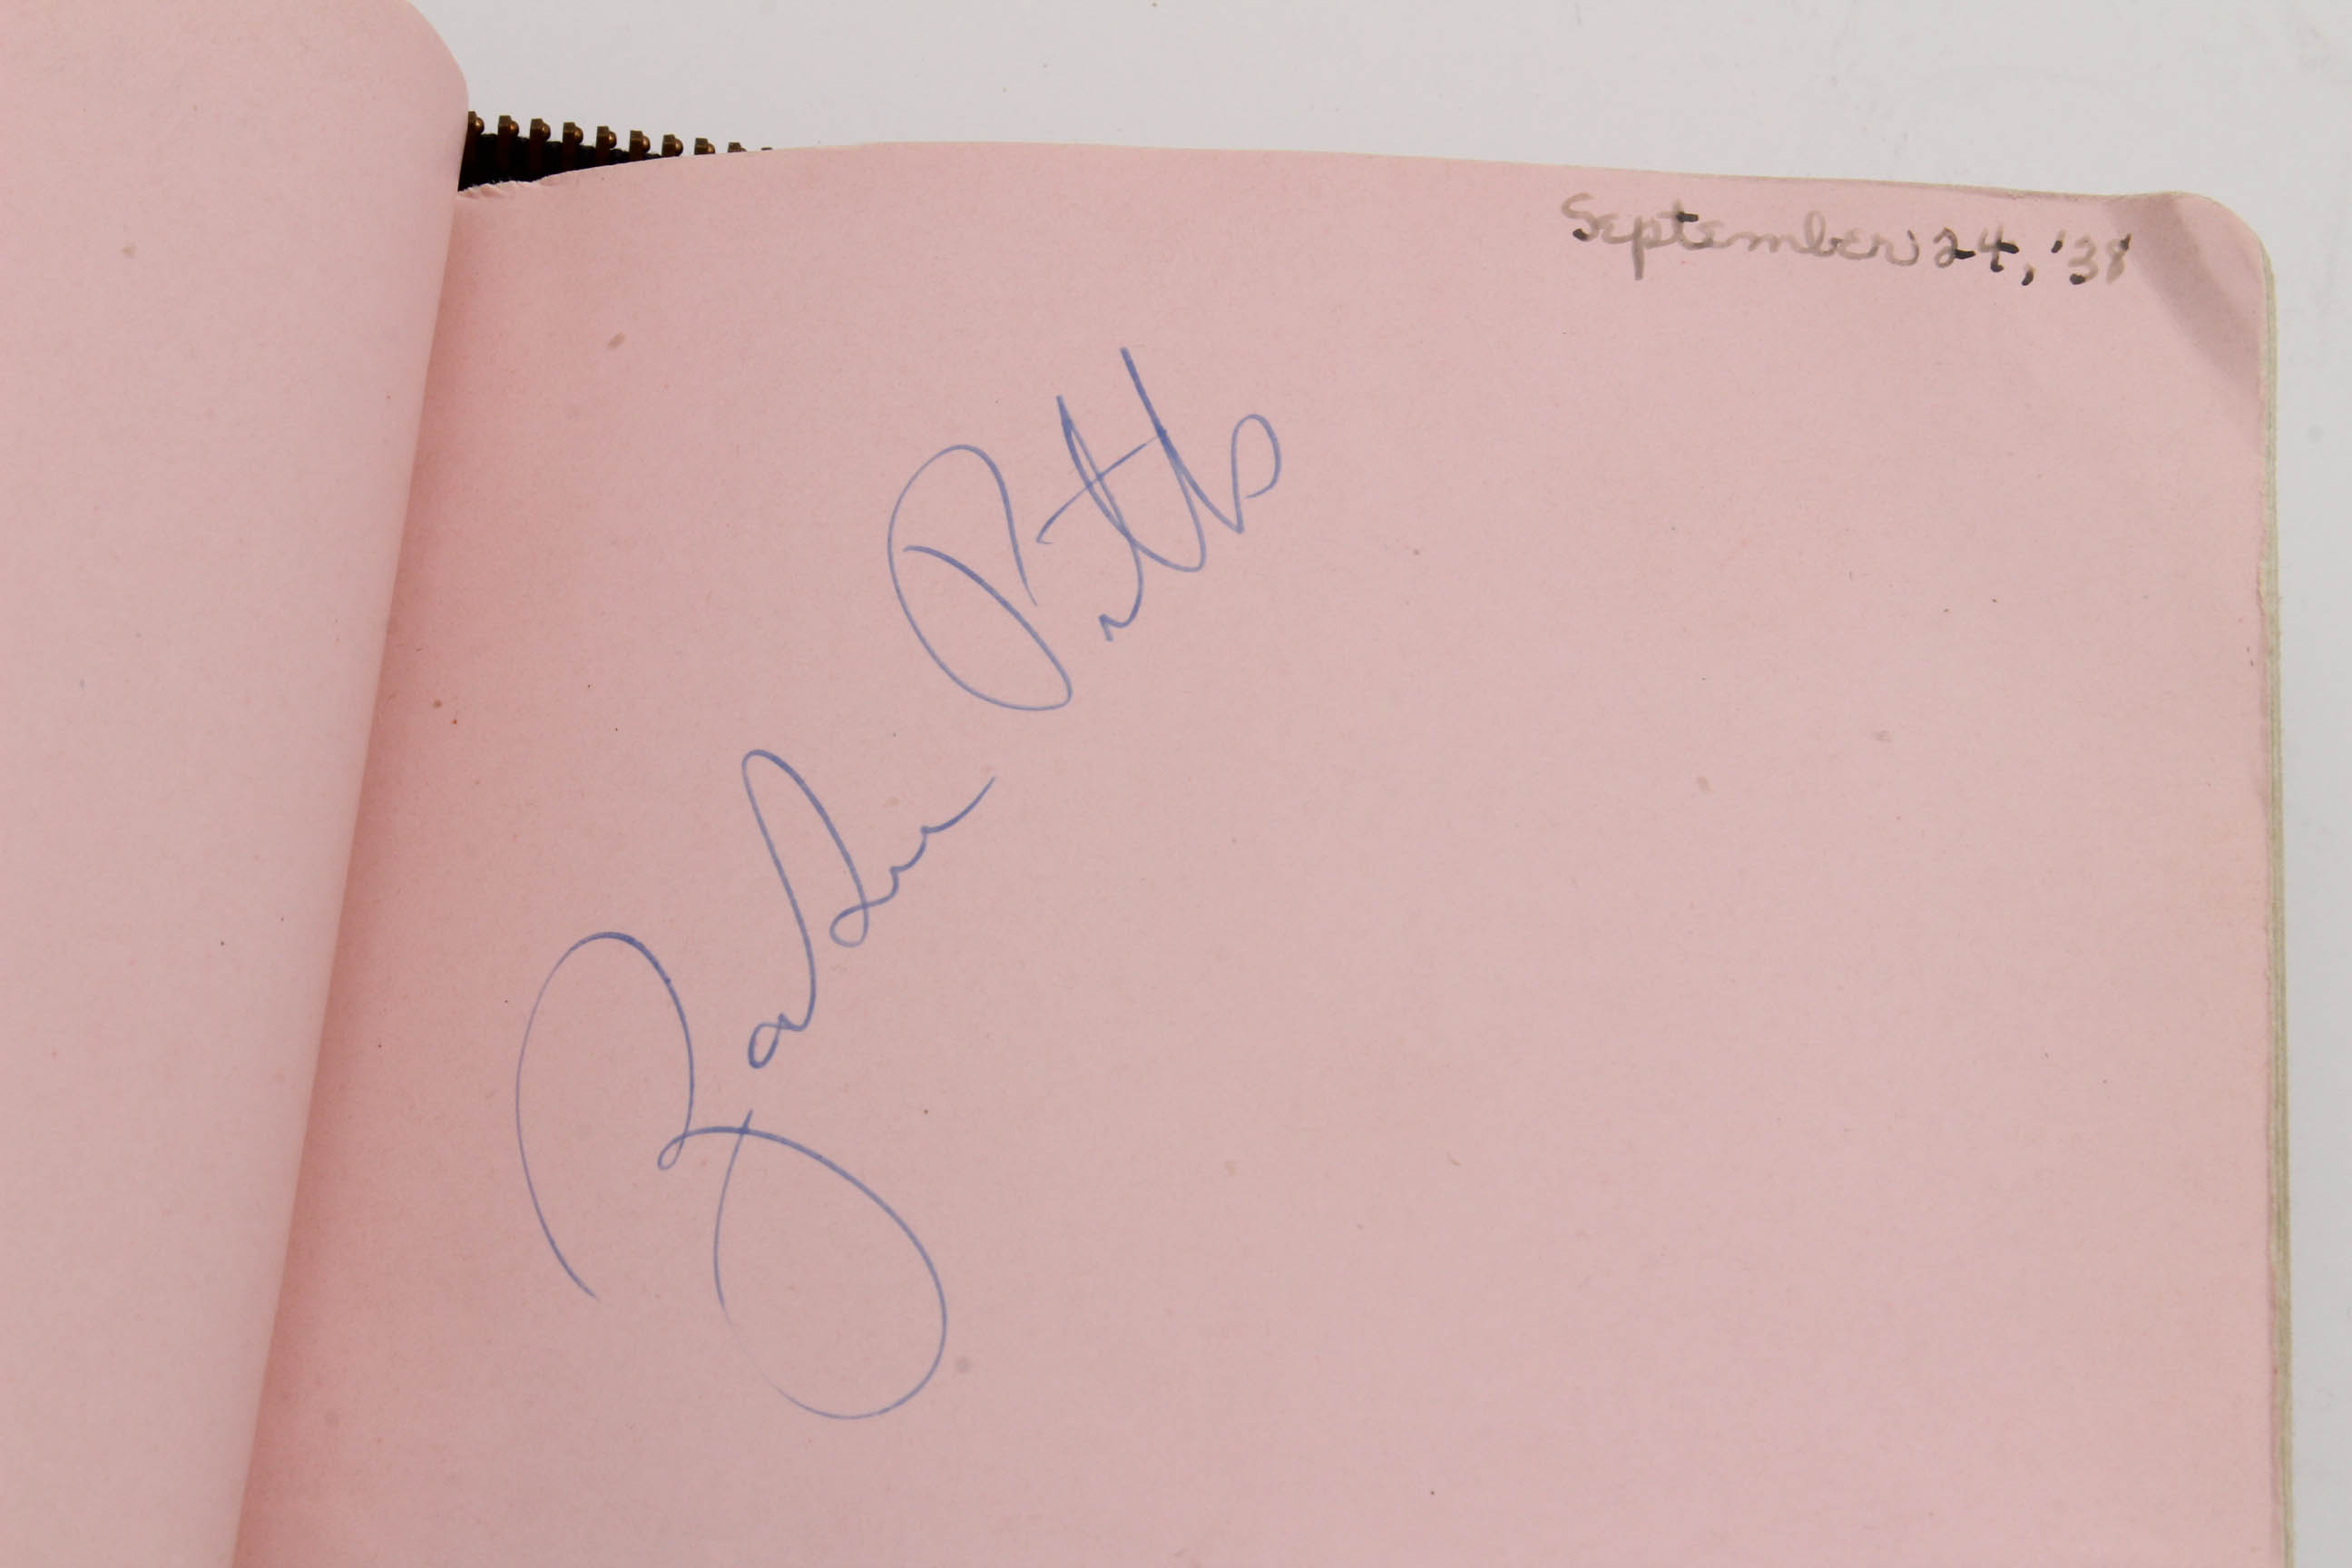 September 24, '38
ZaSu Pitts